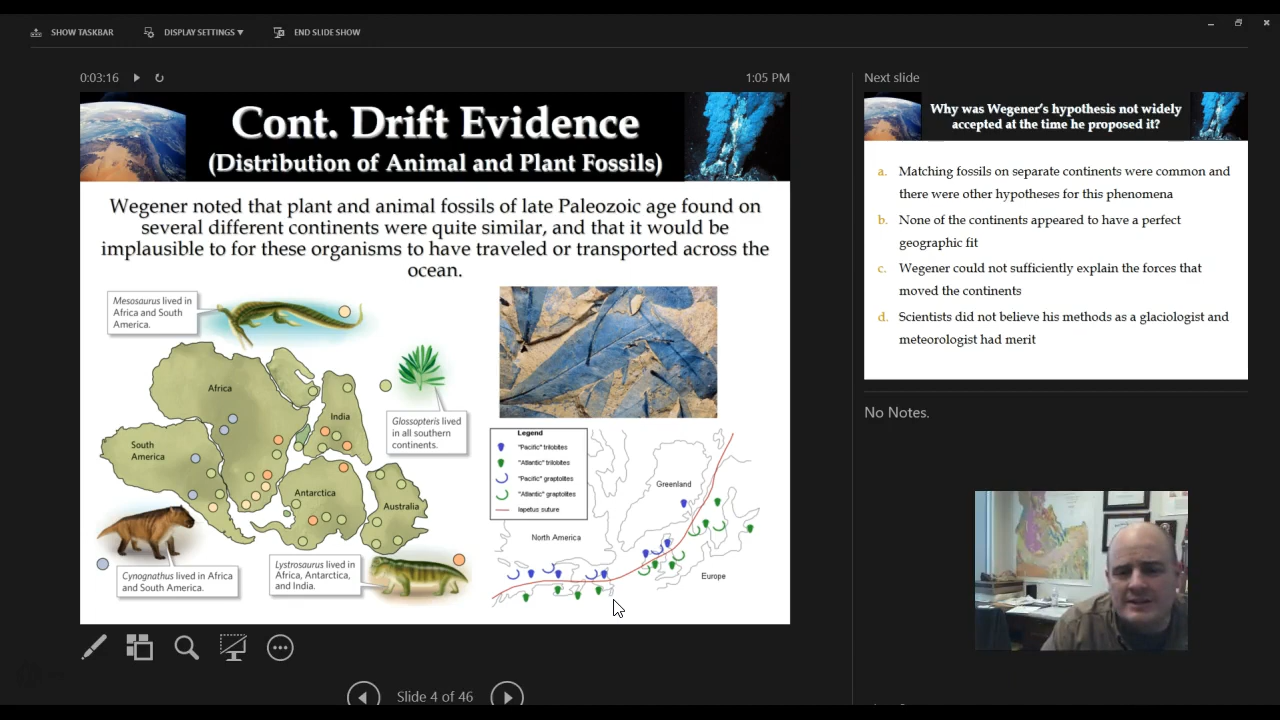 SHOW TASKBAR
DISPLAY SETTINGS ▼
END SLIDE SHOW
0:03:16
1:05 PM
Cont. Drift Evidence
(Distribution of Animal and Plant Fossils)
Wegener noted that plant and animal fossils of late Paleozoic age found on
several different continents were quite similar, and that it would be
implausible to for these organisms to have traveled or transported across the
ocean.
Mesosaurus lived in
Africa and South
America.
Africa
India
South
America
Antarctica
Australia
Glossopteris lived
in all southern
continents.
Cynognathus lived in Africa
and South America.
Lystrosaurus lived in
Africa, Antarctica,
and India.
Legend
"Pacific" trilobites
"Atlantic" trilobites
"Pacific" graptolites
"Atlantic" graptolites
Iapetus suture
Greenland
North America
Europe
Slide 4 of 46
Next slide
Why was Wegener's hypothesis not widely
accepted at the time he proposed it?
a. Matching fossils on separate continents were common and
there were other hypotheses for this phenomena
b. None of the continents appeared to have a perfect
geographic fit
c. Wegener could not sufficiently explain the forces that
moved the continents
d. Scientists did not believe his methods as a glaciologist and
meteorologist had merit
No Notes.